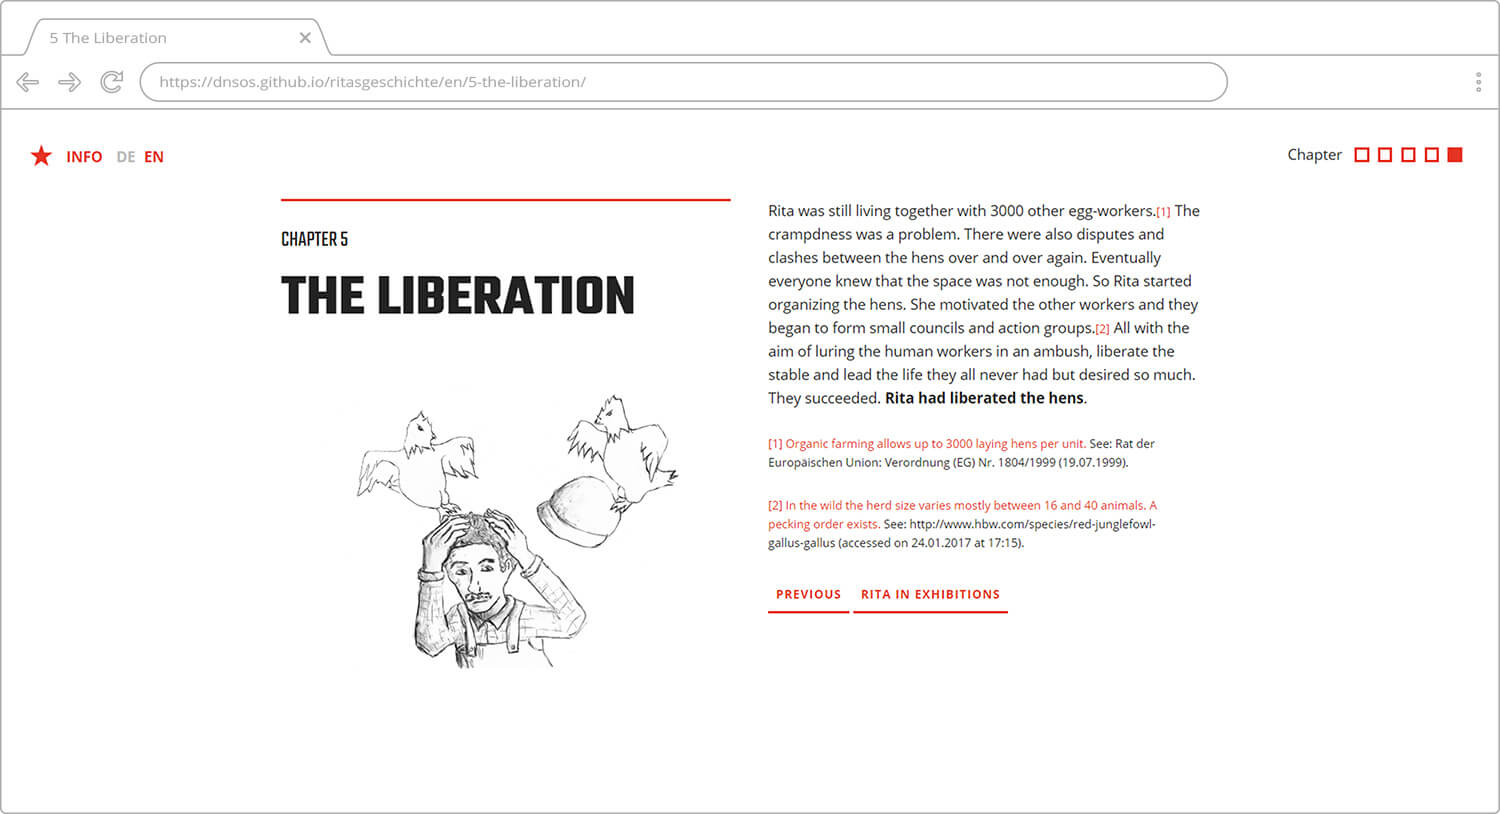 5 The Liberation
https://dnsos.github.io/ritasgeschichte/en/5-the-liberation/
INFO DE EN
Chapter
CHAPTER 5
THE LIBERATION
Rita was still living together with 3000 other egg-workers.[1] The
crampdness was a problem. There were also disputes and
clashes between the hens over and over again. Eventually
everyone knew that the space was not enough. So Rita started
organizing the hens. She motivated the other workers and they
began to form small councils and action groups.[2] All with the
aim of luring the human workers in an ambush, liberate the
stable and lead the life they all never had but desired so much.
They succeeded. Rita had liberated the hens.
[1] Organic farming allows up to 3000 laying hens per unit. See: Rat der
Europaischen Union: Verordnung (EG) Nr. 1804/1999 (19.07.1999).
[2] In the wild the herd size varies mostly between 16 and 40 animals. A
pecking order exists. See: http://www.hbw.com/species/red-junglefowl-
gallus-gallus (accessed on 24.01.2017 at 17:15).
PREVIOUS RITA IN EXHIBITIONS